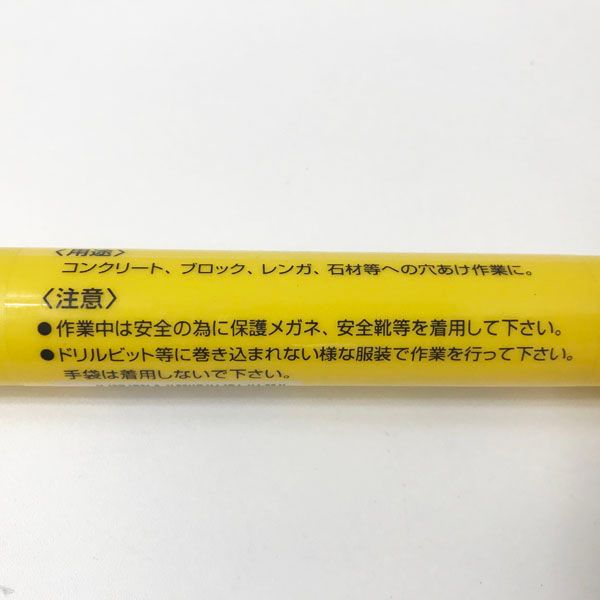 〈用途〉
コンクリート、ブロック、レンガ、石材等への穴あけ作業に。
〈注意〉
●作業中は安全の為に保護メガネ、安全靴等を着用して下さい。
●ドリルビット等に巻き込まれない様な服装で作業を行って下さい。
手袋は着用しないで下さい。